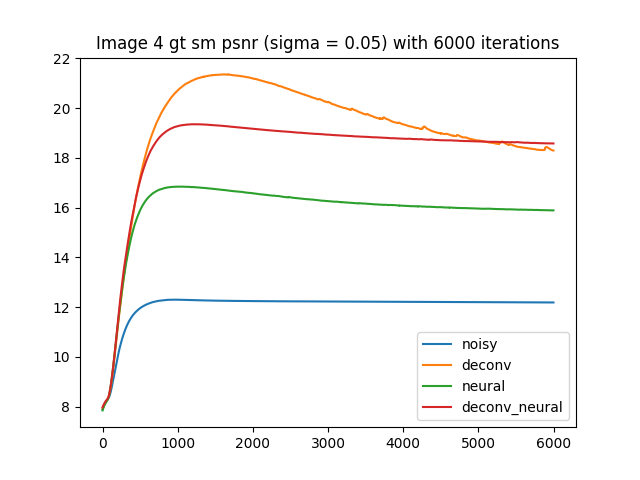 Image 4 gt sm psnr (sigma = 0.05) with 6000 iterations
22
20
18
16
14
12
10
8
noisy
deconv
neural
deconv_neural
0 1000 2000 3000 4000 5000 6000